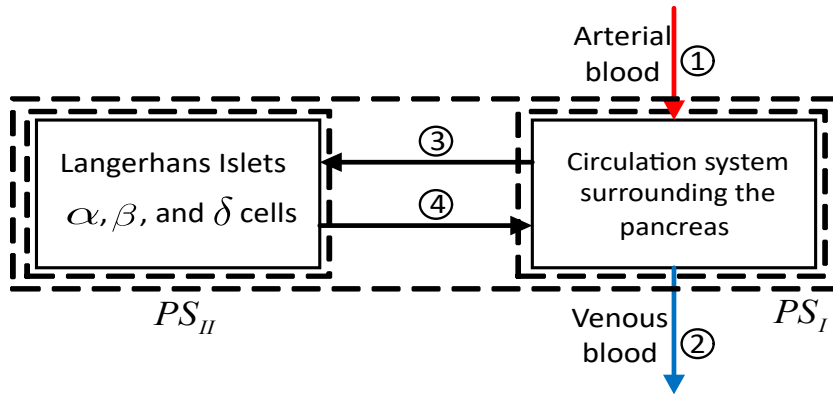 Arterial
blood
①
Langerhans Islets
α, β, and δ cells
③
④
Circulation system
surrounding the
pancreas
PS_II
PS_I
Venous
blood
②